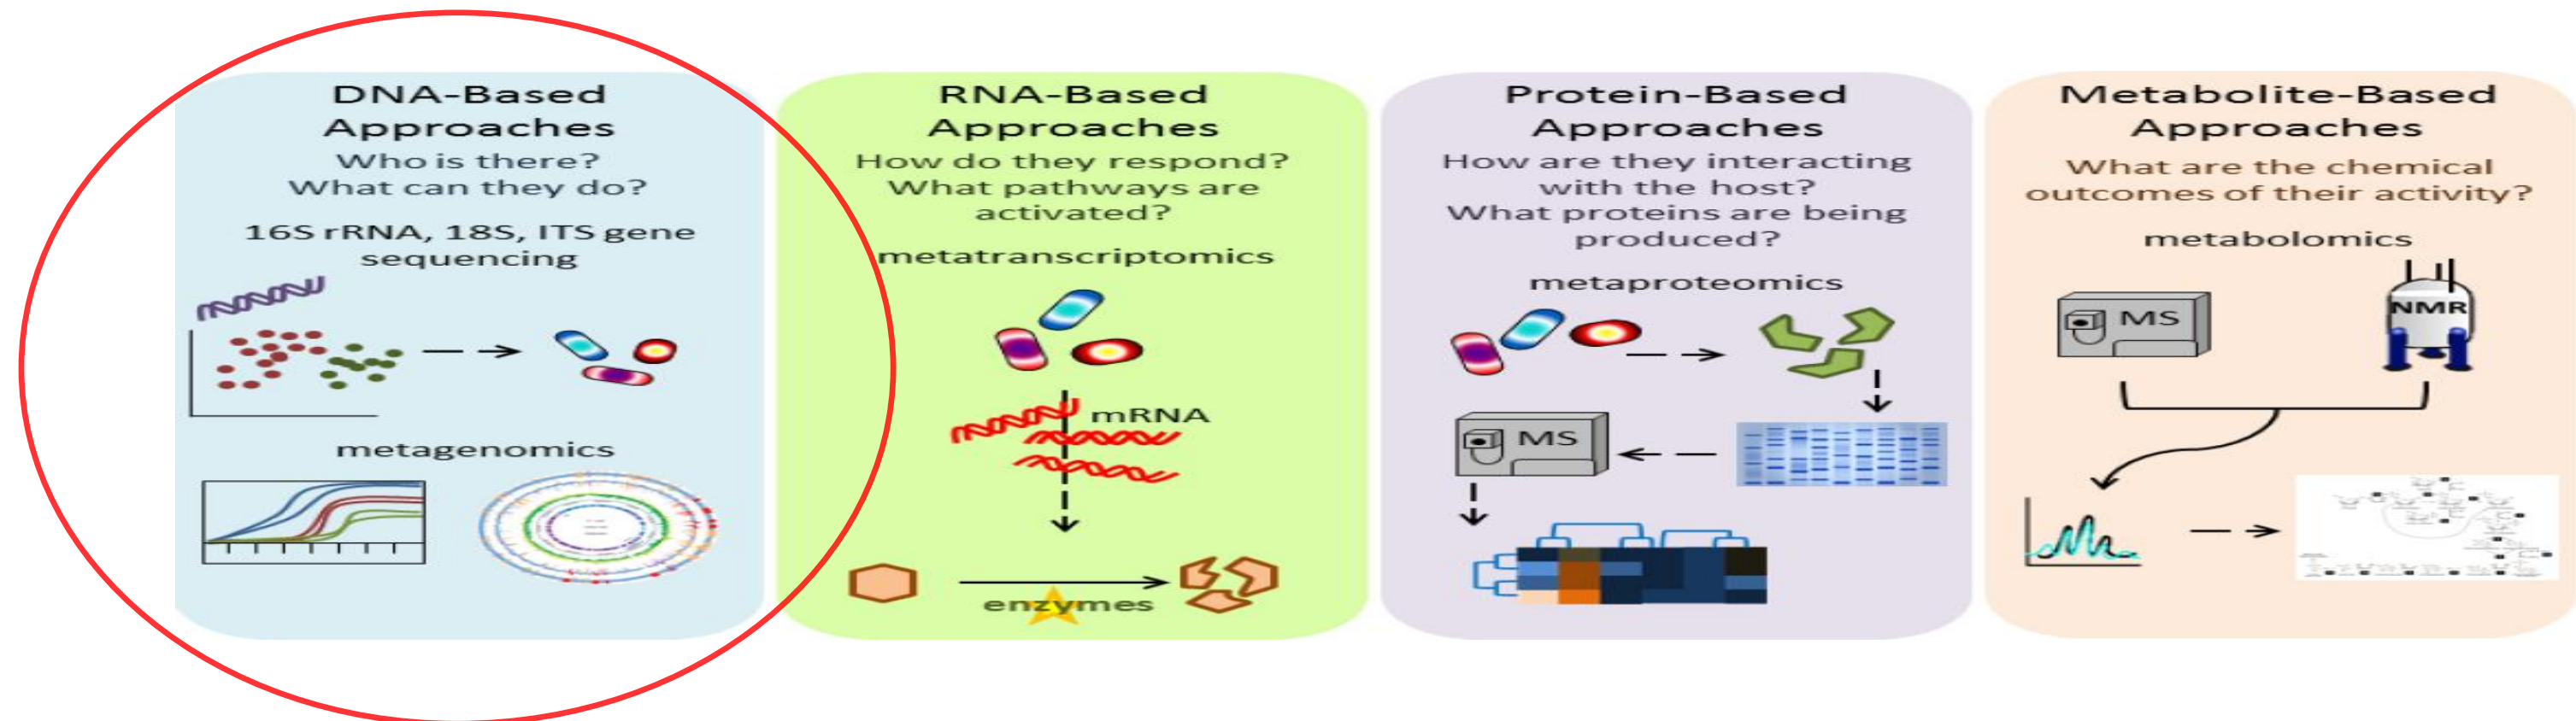 DNA-Based
Approaches
Who is there?
What can they do?
16S rRNA, 18S, ITS gene
sequencing
metagenomics
RNA-Based
Approaches
How do they respond?
What pathways are
activated?
metatranscriptomics
mRNA
enzymes
Protein-Based
Approaches
How are they interacting
with the host?
What proteins are being
produced?
metaproteomics
MS
Metabolite-Based
Approaches
What are the chemical
outcomes of their activity?
metabolomics
MS
NMR